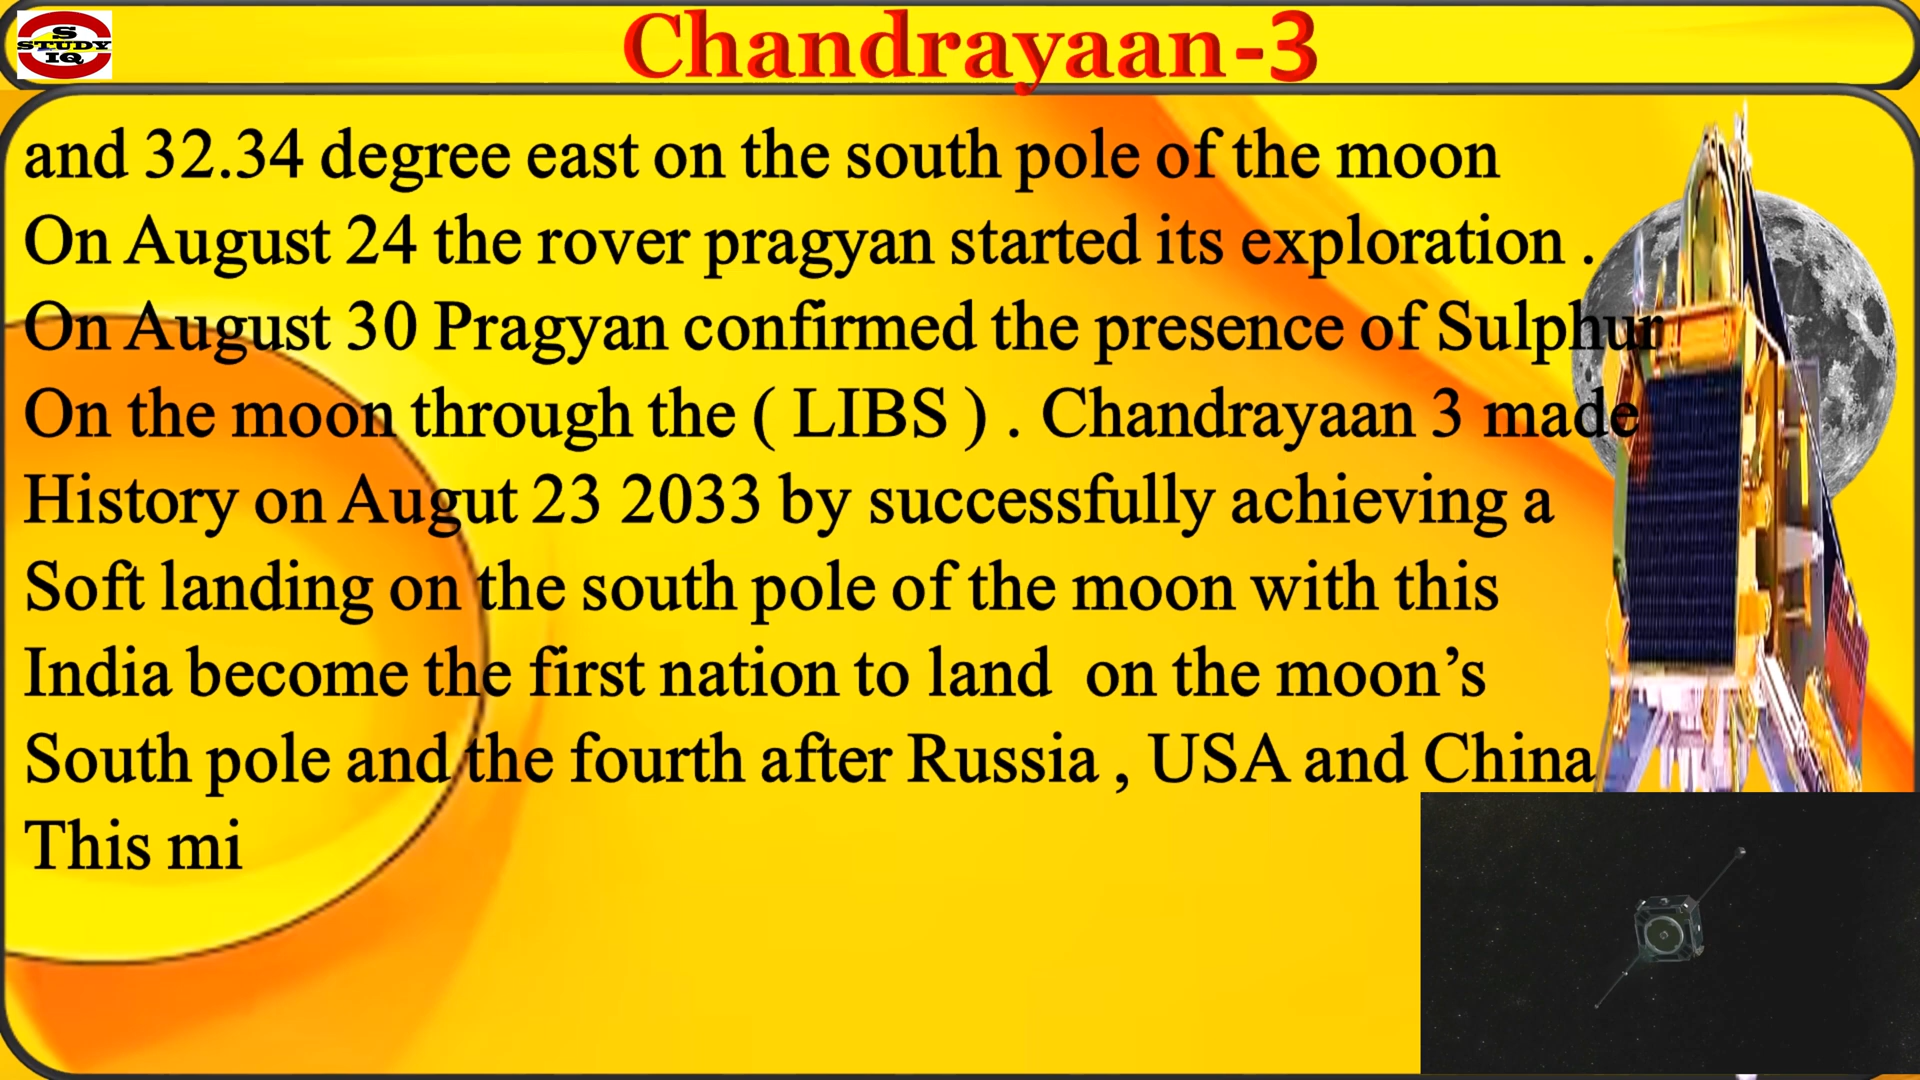 S
STUDY
IQ
Chandrayaan-3
and 32.34 degree east on the south pole of the moon
On August 24 the rover pragyan started its exploration .
On August 30 Pragyan confirmed the presence of Sulphur
On the moon through the ( LIBS ) . Chandrayaan 3 made
History on Augut 23 2033 by successfully achieving a
Soft landing on the south pole of the moon with this
India become the first nation to land  on the moon’s
South pole and the fourth after Russia , USA and China
This mi